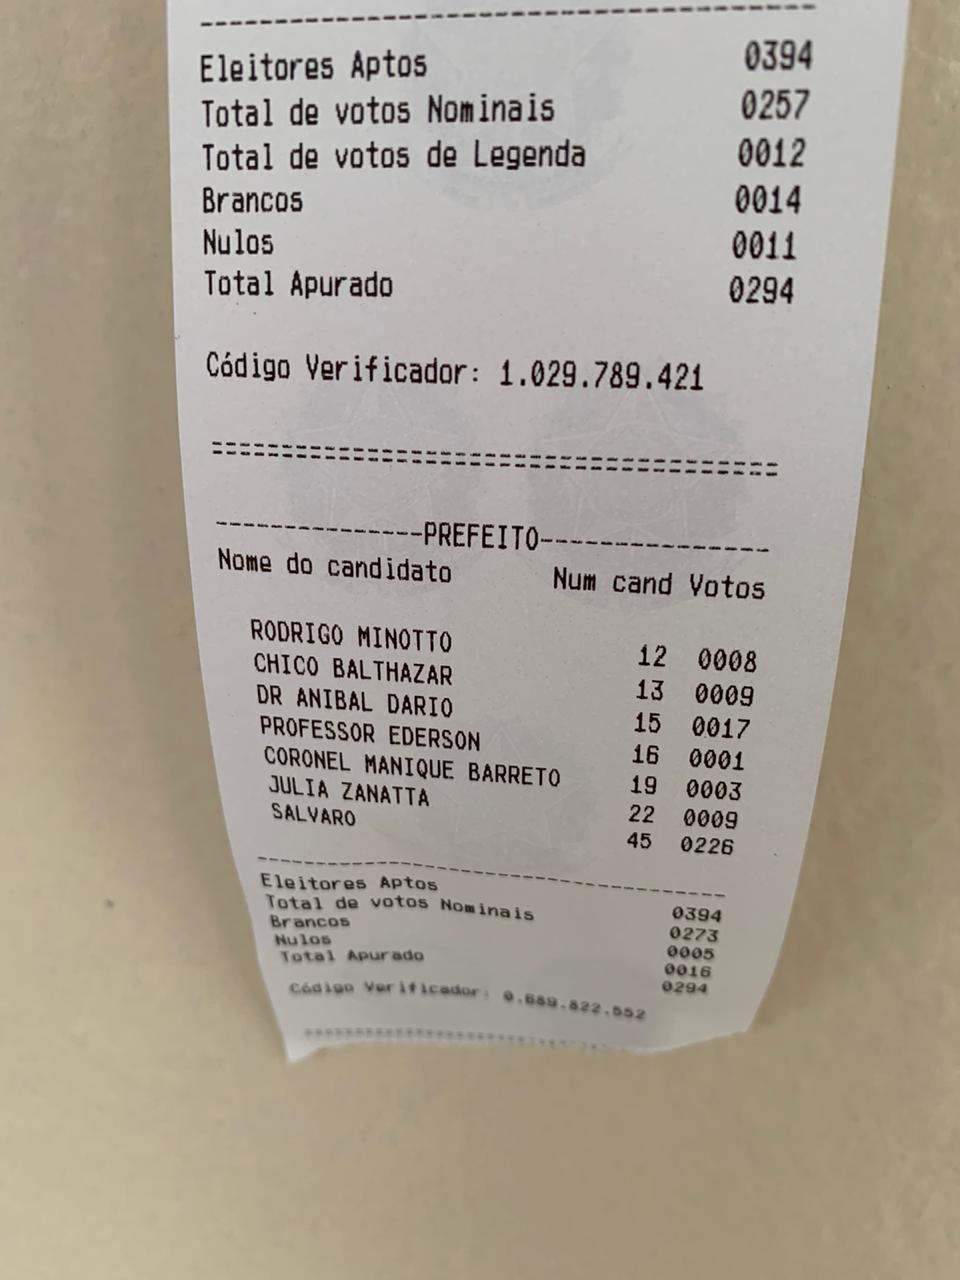 ------------------------------------------
Eleitores Aptos 0394
Total de votos Nominais 0257
Total de votos de Legenda 0012
Brancos 0014
Nulos 0011
Total Apurado 0294
Código Verificador: 1.029.789.421
========================================
---------------PREFEITO-----------------
Nome do candidato Num cand Votos
RODRIGO MINOTTO 12 0008
CHICO BALTHAZAR 13 0009
DR ANIBAL DARIO 15 0017
PROFESSOR EDERSON 16 0001
CORONEL MANIQUE BARRETO 19 0003
JULIA ZANATTA 22 0009
SALVARO 45 0226
------------------------------------------
Eleitores Aptos 0394
Total de votos Nominais 0273
Brancos 0005
Nulos 0016
Total Apurado 0294
Código Verificador: 0.689.822.552
========================================